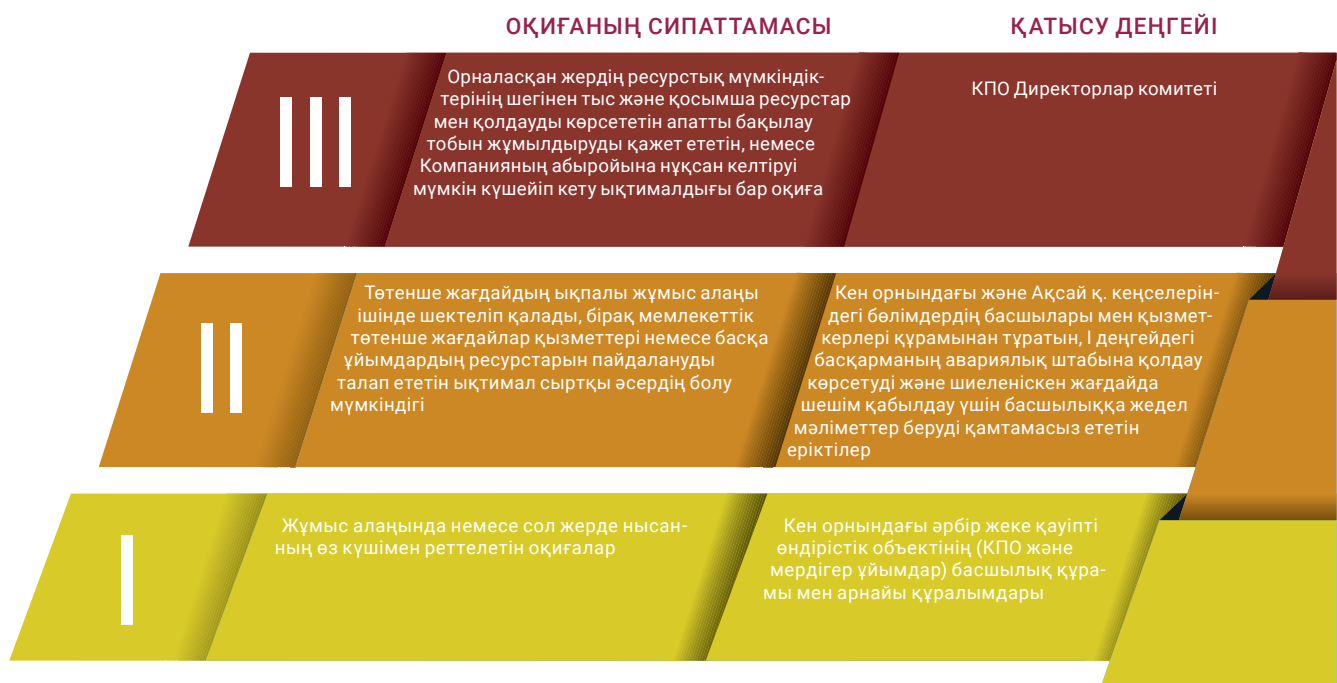 ОҚИҒАНЫҢ СИПАТТАМАСЫ
ҚАТЫСУ ДЕҢГЕЙІ
III
Орналасқан жердің ресурстық мүмкіндік-
терінің шегінен тыс және қосымша ресурстар
мен қолдауды көрсететін апатты бақылау
тобын жұмылдыруды қажет ететін, немесе
Компанияның абыройына нұқсан келтіруі
мүмкін күшейіп кету ықтималдығы бар оқиға
КПО Директорлар комитеті
II
Төтенше жағдайдың ықпалы жұмыс алаңы
ішінде шектеліп қалады, бірақ мемлекеттік
төтенше жағдайлар қызметтері немесе басқа
ұйымдардың ресурстарын пайдалануды
талап ететін ықтимал сыртқы әсердің болу
мүмкіндігі
Кен орнындағы және Ақсай қ. кеңселерін-
дегі бөлімдердің басшылары мен қызмет-
керлері құрамынан тұратын, I деңгейдегі
басқарманың авариялық штабына қолдау
көрсетуді және шиеленіскен жағдайда
шешім қабылдау үшін басшылыққа жедел
мәліметтер беруді қамтамасыз ететін
еріктілер
I
Жұмыс алаңында немесе сол жерде нысан-
ның өз күшімен реттелетін оқиғалар
Кен орнындағы әрбір жеке қауіпті
өндірістік объектінің (КПО және
мердігер ұйымдар) басшылық құра-
мы мен арнайы құралымдары